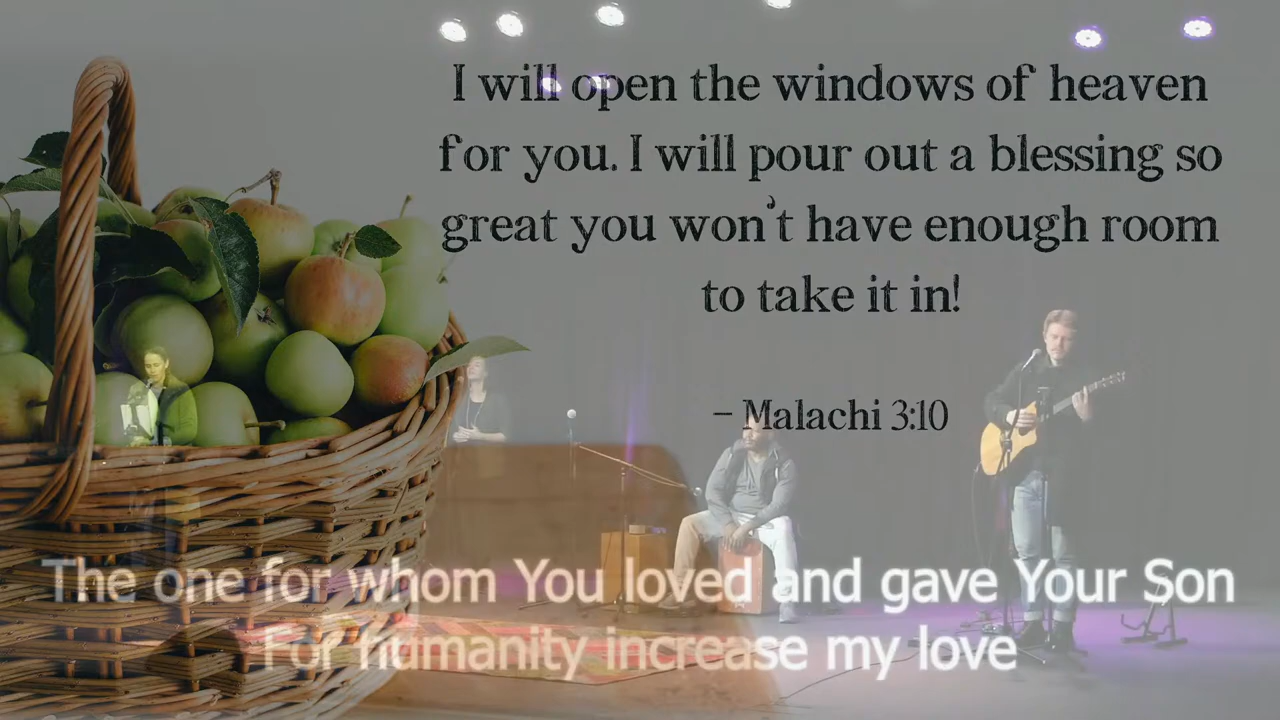 I will open the windows of heaven
for you. I will pour out a blessing so
great you won't have enough room
to take it in!
– Malachi 3:10
The one for whom You loved and gave Your Son
For humanity increase my love